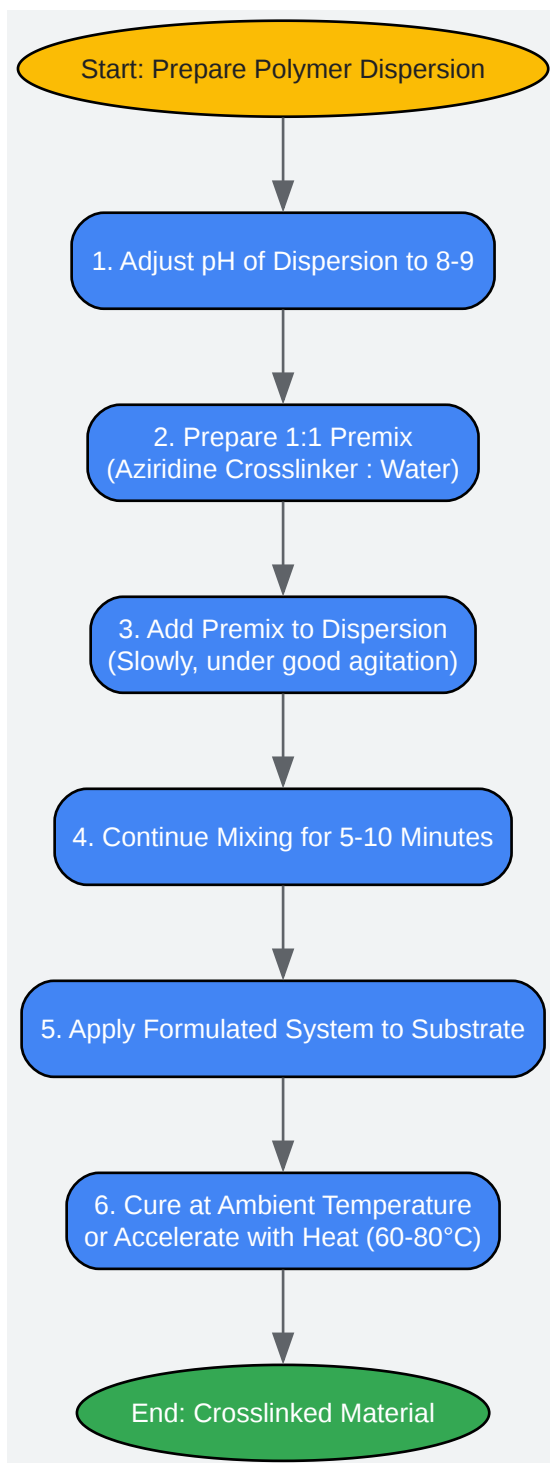 Start: Prepare Polymer Dispersion
1. Adjust pH of Dispersion to 8-9
2. Prepare 1:1 Premix
(Aziridine Crosslinker : Water)
3. Add Premix to Dispersion
(Slowly, under good agitation)
4. Continue Mixing for 5-10 Minutes
5. Apply Formulated System to Substrate
6. Cure at Ambient Temperature
or Accelerate with Heat (60-80°C)
End: Crosslinked Material